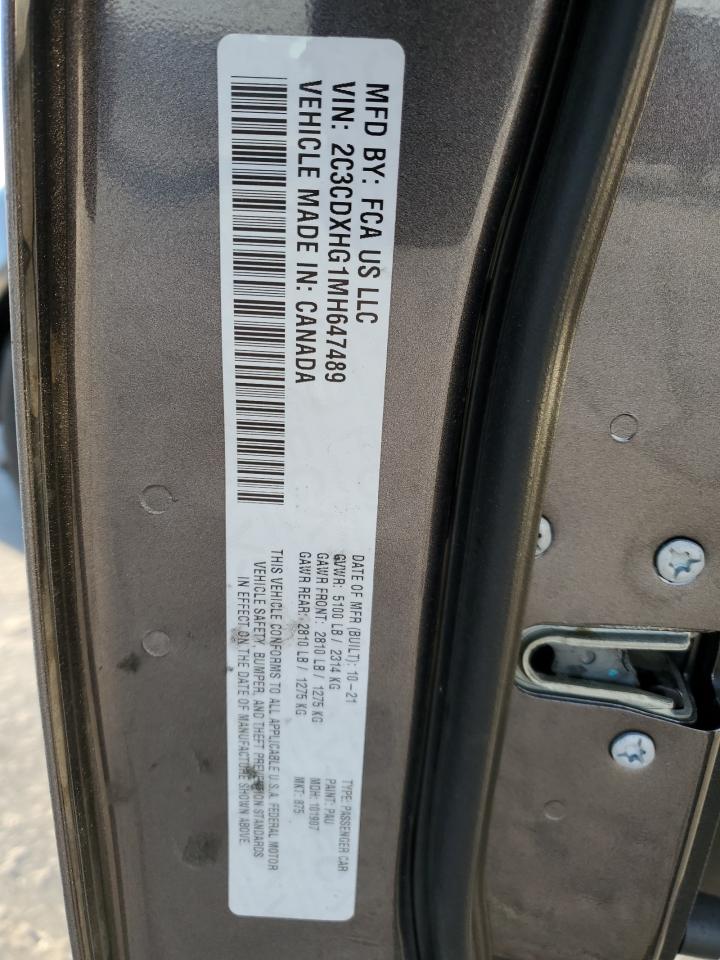 MFD BY: FCA US LLC
VIN: 2C3CDXHG1MH647489
VEHICLE MADE IN: CANADA
DATE OF MFR (BUILT): 10-21
GVWR: 5100 LB / 2314 KG
GAWR FRONT: 2810 LB / 1275 KG
GAWR REAR: 2810 LB / 1275 KG
THIS VEHICLE CONFORMS TO ALL APPLICABLE U.S.A. FEDERAL MOTOR
VEHICLE SAFETY, BUMPER, AND THEFT PREVENTION STANDARDS
IN EFFECT ON THE DATE OF MANUFACTURE SHOWN ABOVE.
TYPE: PASSENGER CAR
PAINT: PAU
MDH: 101907
MKT: 975